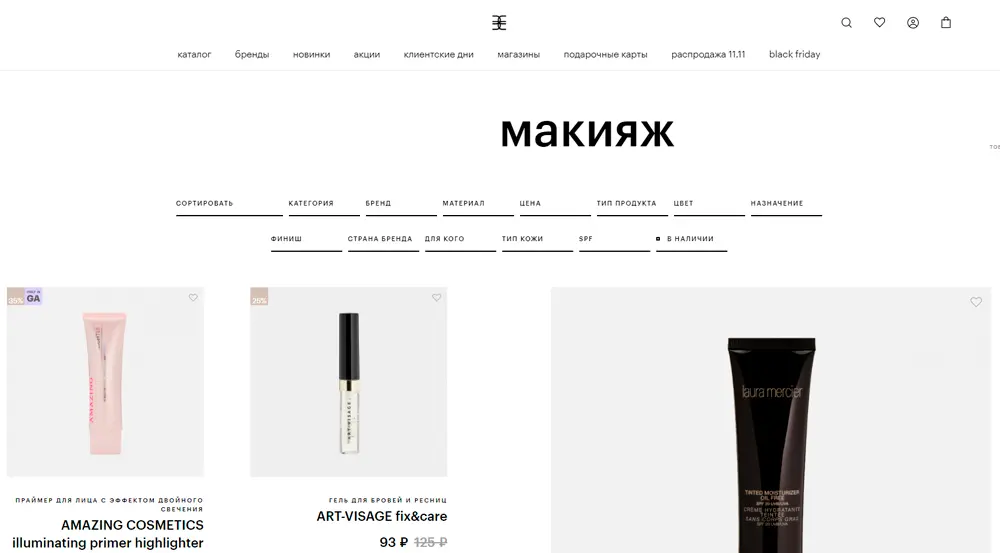 каталог бренды новинки акции клиентские дни магазины подарочные карты распродажа 11.11 black friday
макияж
СОРТИРОВАТЬ КАТЕГОРИЯ БРЕНД МАТЕРИАЛ ЦЕНА ТИП ПРОДУКТА ЦВЕТ НАЗНАЧЕНИЕ
ФИНИШ СТРАНА БРЕНДА ДЛЯ КОГО ТИП КОЖИ SPF В НАЛИЧИИ
35% GA
AMAZING
ПРАЙМЕР ДЛЯ ЛИЦА С ЭФФЕКТОМ ДВОЙНОГО
СВЕЧЕНИЯ
AMAZING COSMETICS
illuminating primer highlighter
ART-VISAGE
ГЕЛЬ ДЛЯ БРОВЕЙ И РЕСНИЦ
ART-VISAGE fix&care
93 ₽ 125 ₽
laura mercier
TINTED MOISTURIZER
OIL FREE
CRÈME HYDRATANTE
TEINTÉE
SANS CORPS GRAS